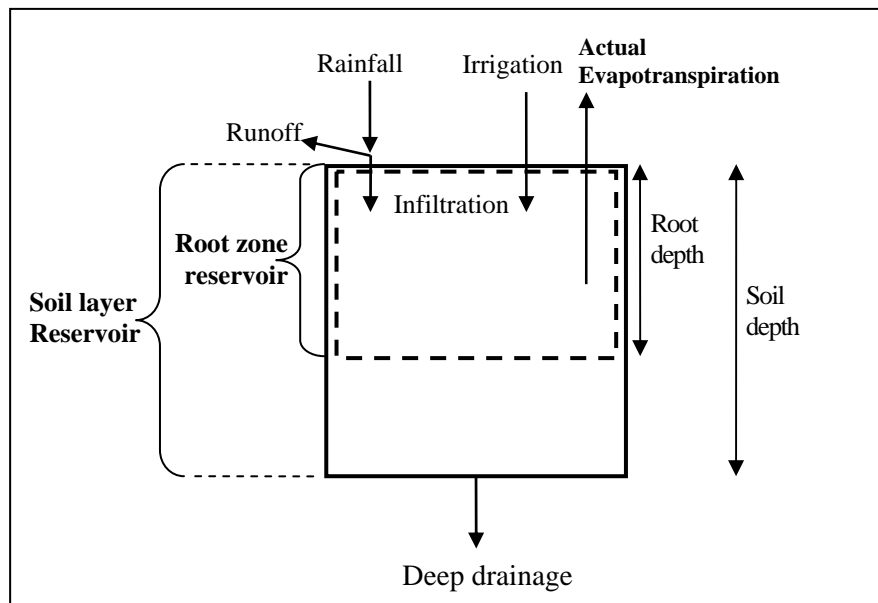 Rainfall
Irrigation
Actual
Evapotranspiration
Runoff
Infiltration
Root zone
reservoir
Root
depth
Soil layer
Reservoir
Soil
depth
Deep drainage